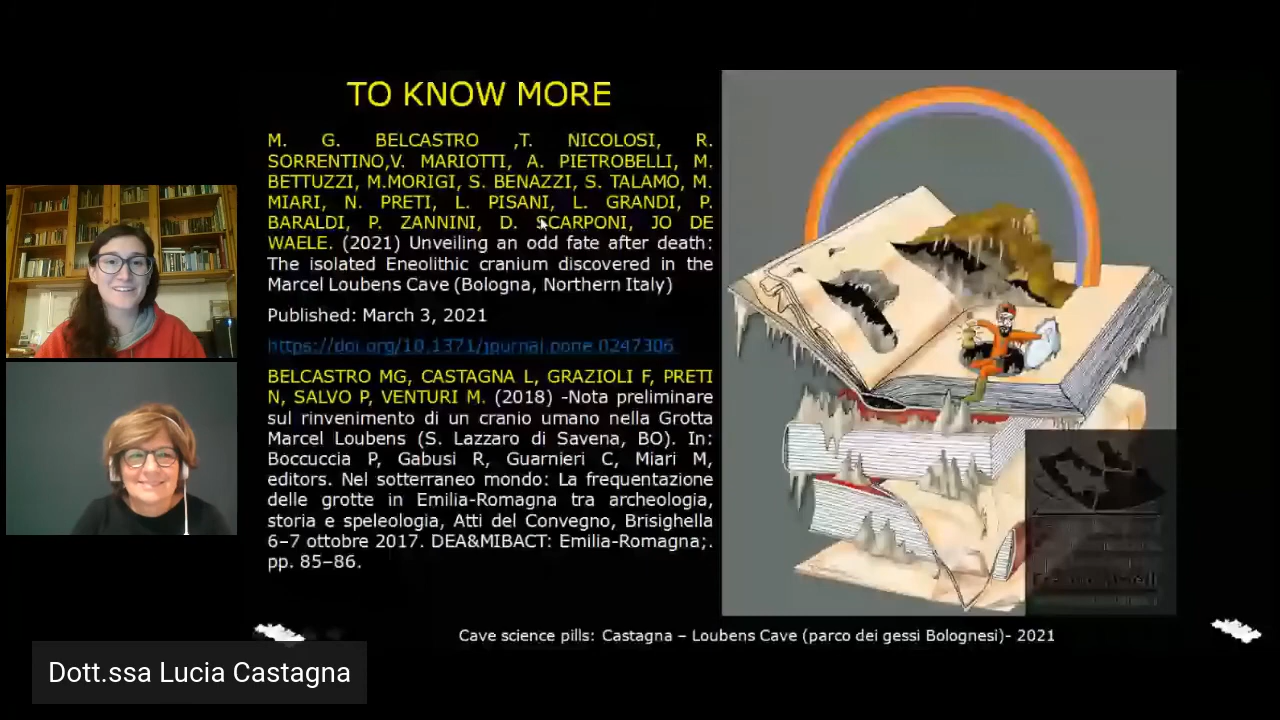 TO KNOW MORE
M. G. BELCASTRO ,T. NICOLOSI, R.
SORRENTINO,V. MARIOTTI, A. PIETROBELLI, M.
BETTUZZI, M.MORIGI, S. BENAZZI, S. TALAMO, M.
MIARI, N. PRETI, L. PISANI, L. GRANDI, P.
BARALDI, P. ZANNINI, D. SCARPONI, JO DE
WAELE. (2021) Unveiling an odd fate after death:
The isolated Eneolithic cranium discovered in the
Marcel Loubens Cave (Bologna, Northern Italy)
Published: March 3, 2021
https://doi.org/10.1371/journal.pone.0247306
BELCASTRO MG, CASTAGNA L, GRAZIOLI F, PRETI
N, SALVO P, VENTURI M. (2018) -Nota preliminare
sul rinvenimento di un cranio umano nella Grotta
Marcel Loubens (S. Lazzaro di Savena, BO). In:
Boccuccia P, Gabusi R, Guarnieri C, Miari M,
editors. Nel sotterraneo mondo: La frequentazione
delle grotte in Emilia-Romagna tra archeologia,
storia e speleologia, Atti del Convegno, Brisighella
6–7 ottobre 2017. DEA&MIBACT: Emilia-Romagna;.
pp. 85–86.
Cave science pills: Castagna – Loubens Cave (parco dei gessi Bolognesi)- 2021
Dott.ssa Lucia Castagna